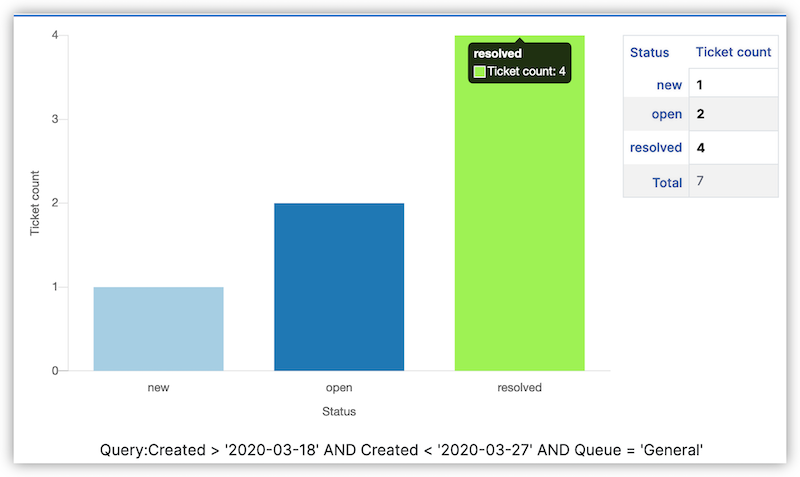 4
3
2
1
0
Ticket count
new
open
resolved
Status
resolved
Ticket count: 4
Status Ticket count
new 1
open 2
resolved 4
Total 7
Query:Created > '2020-03-18' AND Created < '2020-03-27' AND Queue = 'General'